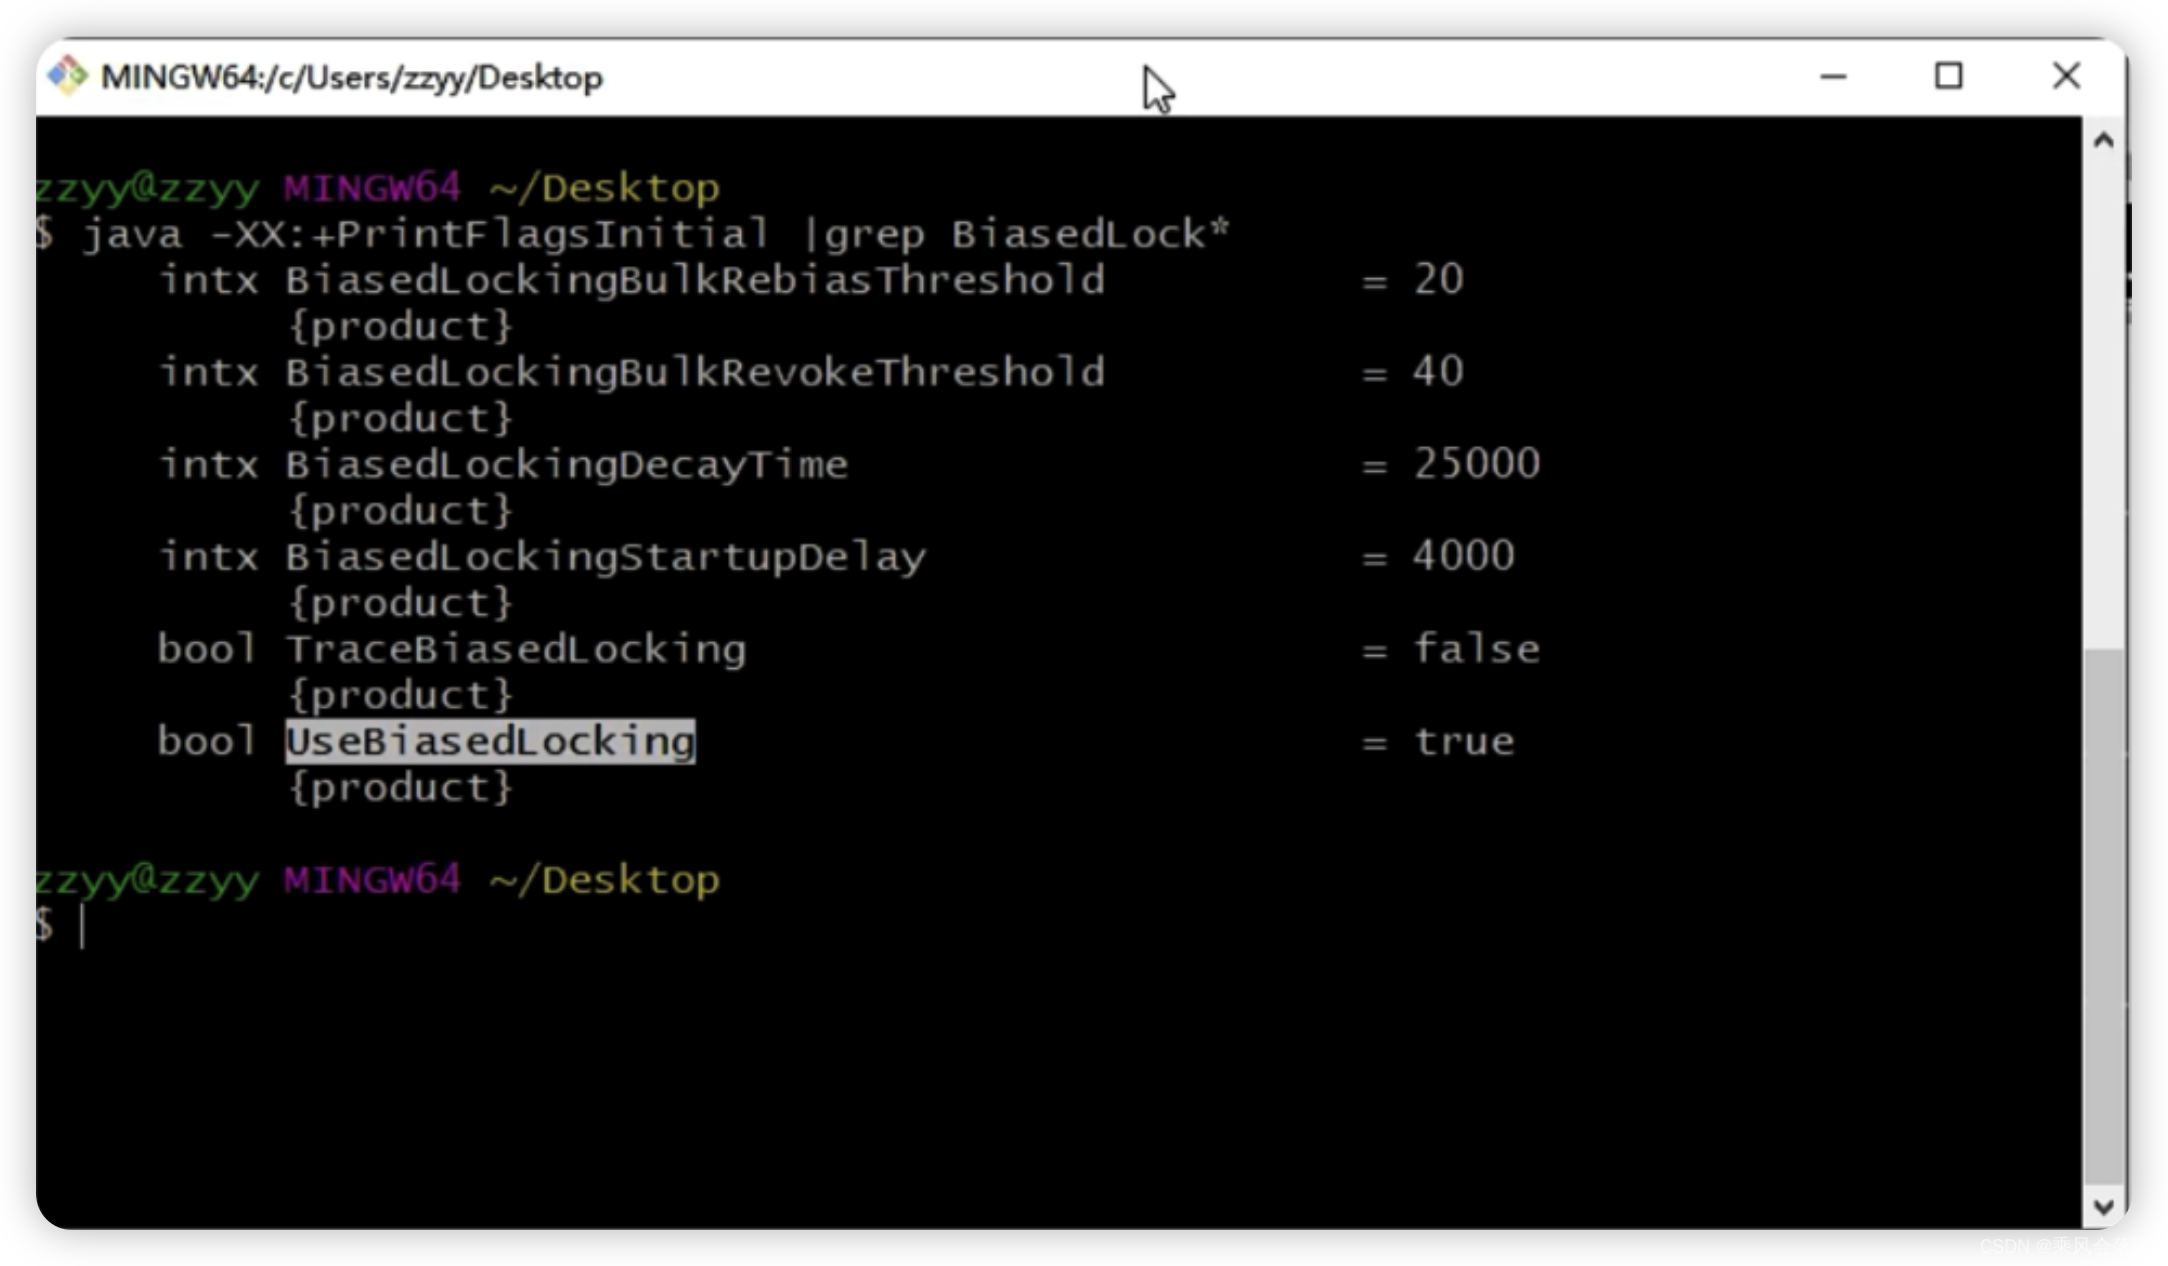 MINGW64:/c/Users/zzyy/Desktop
zzyy@zzyy MINGW64 ~/Desktop
$ java -XX:+PrintFlagsInitial |grep BiasedLock*
intx BiasedLockingBulkRebiasThreshold = 20
{product}
intx BiasedLockingBulkRevokeThreshold = 40
{product}
intx BiasedLockingDecayTime = 25000
{product}
intx BiasedLockingStartupDelay = 4000
{product}
bool TraceBiasedLocking = false
{product}
bool UseBiasedLocking = true
{product}
zzyy@zzyy MINGW64 ~/Desktop
$
CSDN